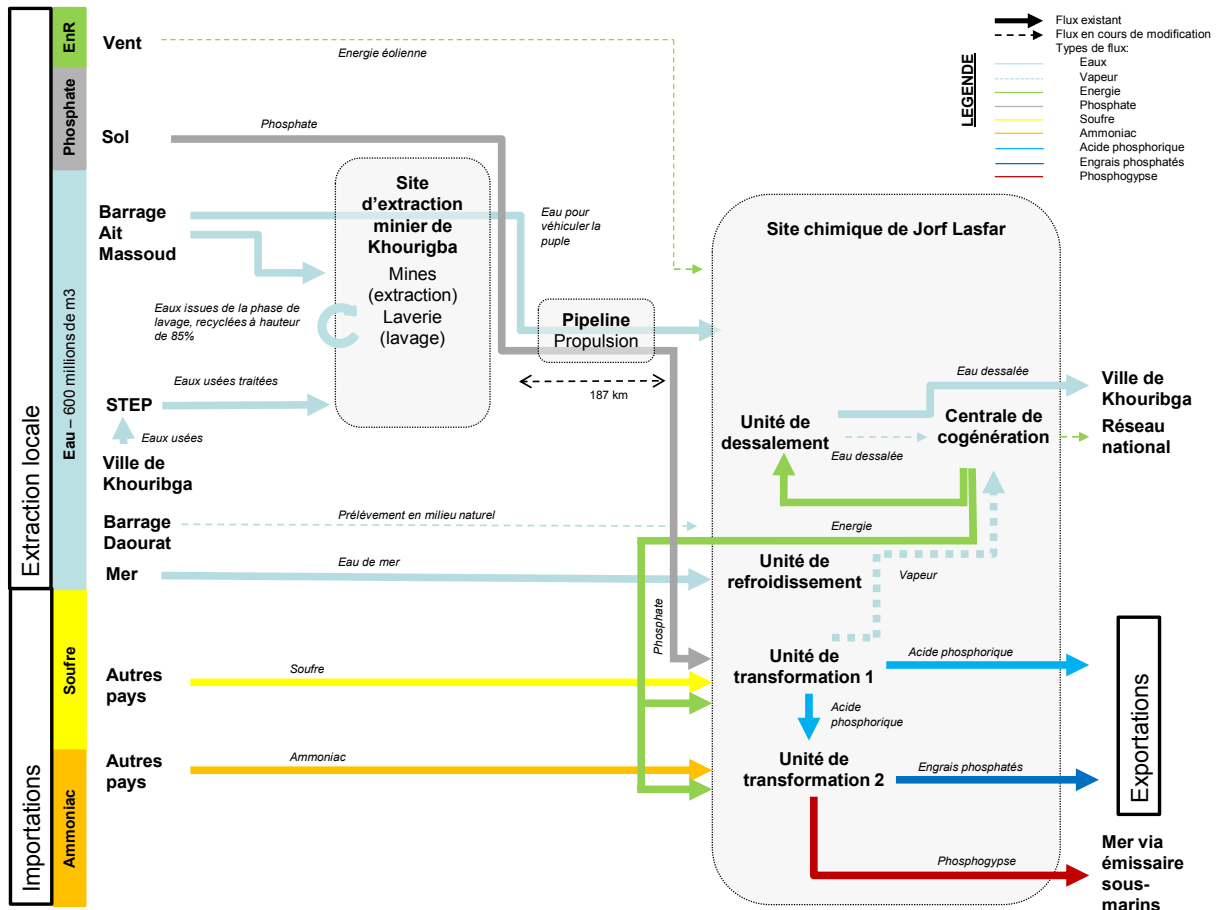 Extraction locale
Importations
EnR
Phosphate
Eau – 600 millions de m3
Soufre
Ammoniac
Vent
Energie éolienne
Sol
Phosphate
Barrage
Ait
Massoud
Site
d'extraction
minier de
Khourigba
Mines
(extraction)
Laverie
(lavage)
Eaux issues de la phase de
lavage, recyclées à hauteur
de 85%
Eau pour
véhiculer la
puple
Pipeline
Propulsion
187 km
STEP
Eaux usées traitées
Eaux usées
Ville de
Khouribga
Barrage
Daourat
Prélèvement en milieu naturel
Mer
Eau de mer
Phosphate
Autres
pays
Soufre
Autres
pays
Ammoniac
LEGENDE
Flux existant
Flux en cours de modification
Types de flux:
Eaux
Vapeur
Energie
Phosphate
Soufre
Ammoniac
Acide phosphorique
Engrais phosphatés
Phosphogypse
Site chimique de Jorf Lasfar
Eau dessalée
Unité de
dessalement
Eau dessalée
Centrale de
cogénération
Ville de
Khouribga
Réseau
national
Energie
Unité de
refroidissement
Vapeur
Unité de
transformation 1
Acide phosphorique
Acide
phosphorique
Unité de
transformation 2
Engrais phosphatés
Phosphogypse
Exportations
Mer via
émissaire
sous-
marins